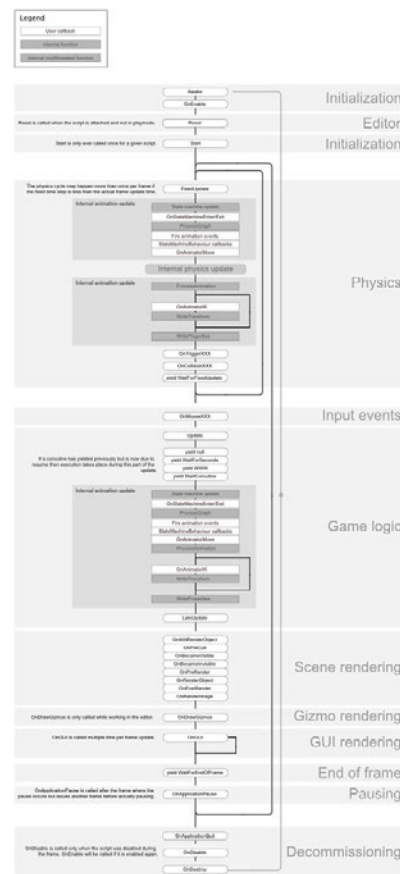 Legend
User callback
Internal function
Internal multithreaded function
Awake
OnEnable
Initialization
Reset is called when the script is attached and not in playmode.
Reset
Editor
Start is only ever called once for a given script.
Start
Initialization
The physics cycle may happen more than once per frame if
the fixed time step is less than the actual frame update time.
FixedUpdate
Internal animation update
State machine update
OnStateMachineEnter/Exit
ProcessGraph
Fire animation events
StateMachineBehaviour callbacks
OnAnimatorMove
Internal physics update
Internal animation update
ProcessAnimation
OnAnimatorIK
WriteTransform
WriteProperties
Physics
OnTriggerXXX
OnCollisionXXX
yield WaitForFixedUpdate
OnMouseXXX
Input events
Update
If a coroutine has yielded previously but is now due to
resume then execution takes place during this part of the
update.
yield null
yield WaitForSeconds
yield WWW
yield StartCoroutine
Internal animation update
State machine update
OnStateMachineEnter/Exit
ProcessGraph
Fire animation events
StateMachineBehaviour callbacks
OnAnimatorMove
ProcessAnimation
OnAnimatorIK
WriteTransform
WriteProperties
Game logic
LateUpdate
OnWillRenderObject
OnPreCull
OnBecameVisible
OnBecameInvisible
OnPreRender
OnRenderObject
OnPostRender
OnRenderImage
Scene rendering
OnDrawGizmos is only called while working in the editor.
OnDrawGizmos
Gizmo rendering
OnGUI is called multiple time per frame update.
OnGUI
GUI rendering
yield WaitForEndOfFrame
End of frame
OnApplicationPause is called after the frame where the
pause occurs but issues another frame before actually pausing.
OnApplicationPause
Pausing
OnApplicationQuit
OnDisable is called only when the script was disabled during
the frame. OnEnable will be called if it is enabled again.
OnDisable
OnDestroy
Decommissioning